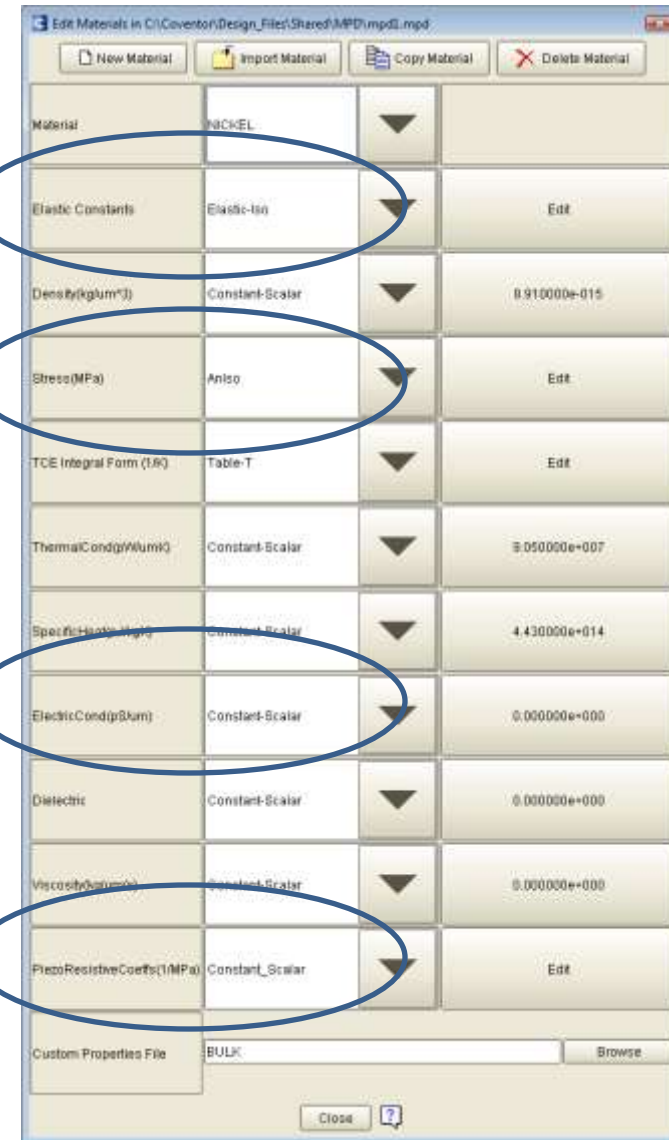 Edit Materials in C:\Coventor\Design_Files\Shared\MPD\mpd1.mpd
New Material Import Material Copy Material Delete Material
Material NICKEL
Elastic Constants Elastic-Iso Edit
Density(kg/um^3) Constant-Scalar 8.910000e-015
Stress(MPa) AnIso Edit
TCE Integral Form (1/K) Table-T Edit
ThermalCond(pW/umK) Constant-Scalar 9.050000e+007
Constant-Scalar 4.430000e+014
ElectricCond(pS/um) Constant-Scalar 0.000000e+000
Dielectric Constant-Scalar 0.000000e+000
Viscosity(kg/um/s) Constant-Scalar 0.000000e+000
PiezoResistiveCoeffs(1/MPa) Constant_Scalar Edit
Custom Properties File BULK Browse
Close ?